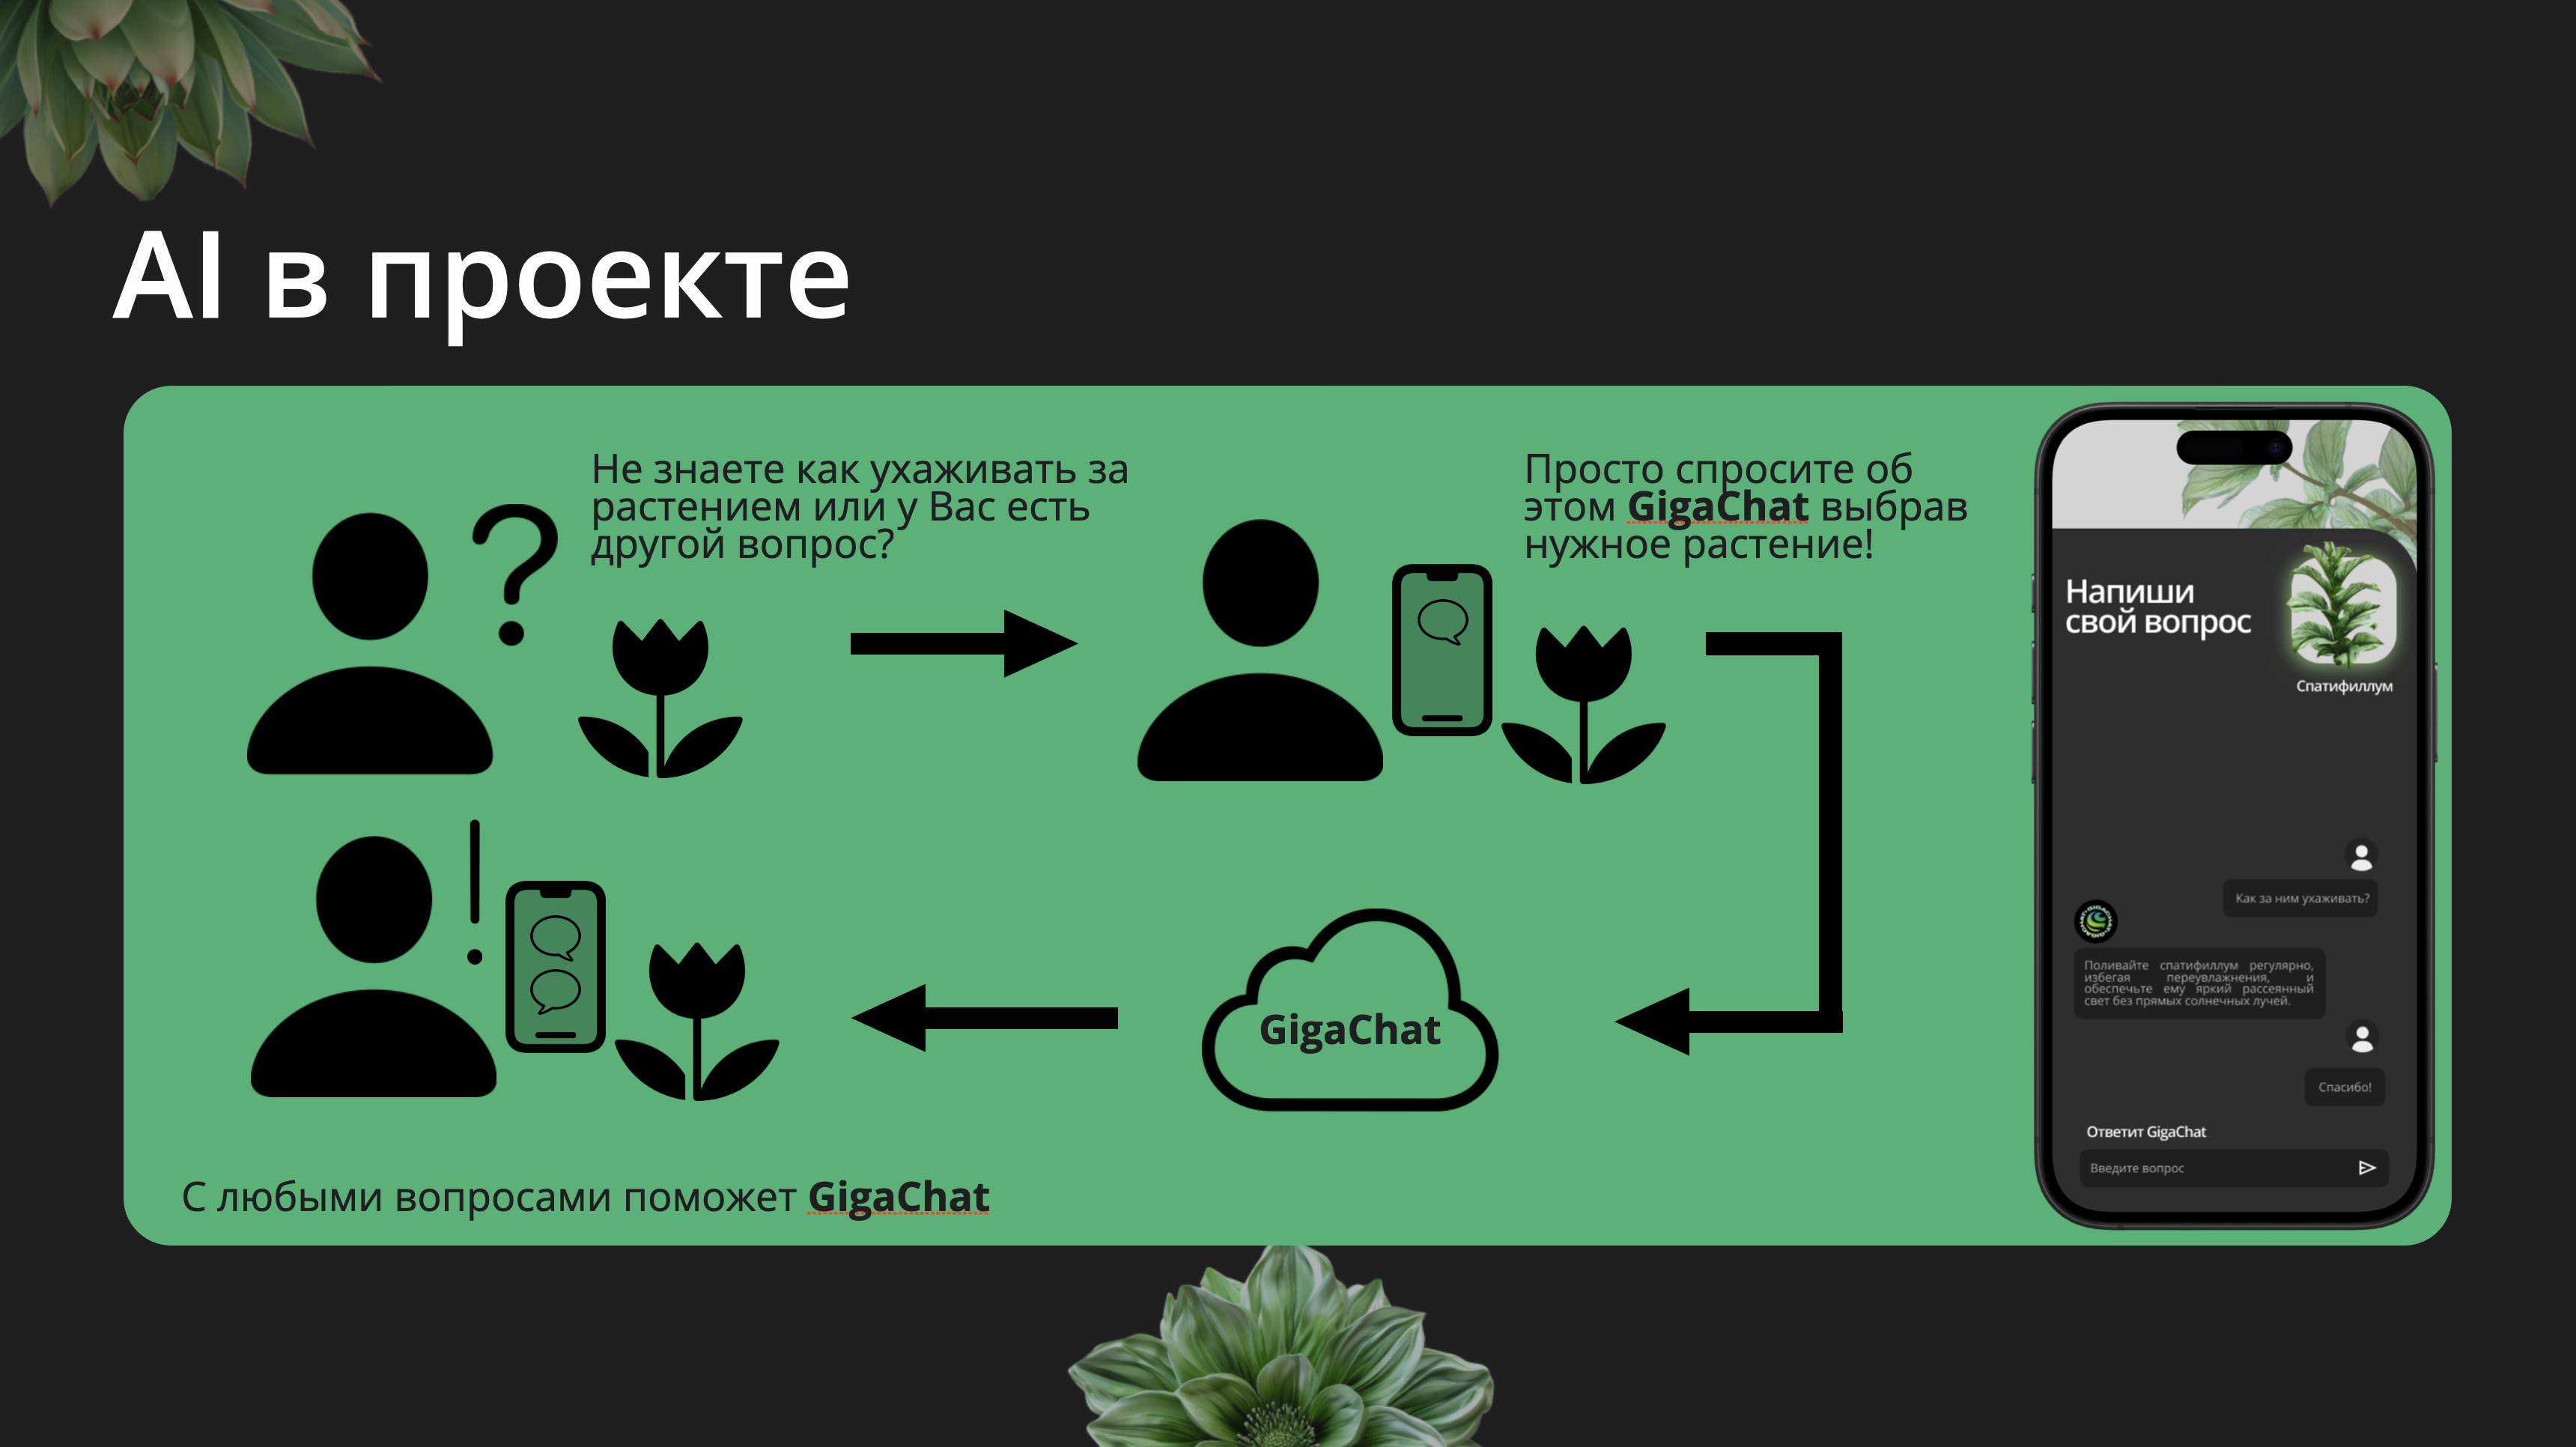 AI в проекте
Не знаете как ухаживать за
растением или у Вас есть
другой вопрос?
Просто спросите об
этом GigaChat выбрав
нужное растение!
GigaChat
С любыми вопросами поможет GigaChat
Напиши
свой вопрос
Спатифиллум
Как за ним ухаживать?
Поливайте спатифиллум регулярно,
избегая переувлажнения, и
обеспечьте ему яркий рассеянный
свет без прямых солнечных лучей.
Спасибо!
Ответит GigaChat
Введите вопрос